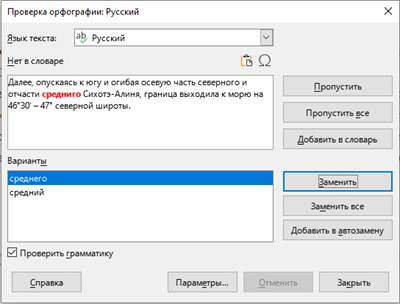 Проверка орфографии: Русский
Язык текста:
Русский
Нет в словаре
Далее, опускаясь к югу и огибая осевую часть северного и
отчасти средниго Сихотэ-Алиня, граница выходила к морю на
46°30' – 47° северной широты.
Пропустить
Пропустить все
Добавить в словарь
Варианты
среднего
средний
Заменить
Заменить все
Добавить в автозамену
Проверить грамматику
Справка
Параметры...
Отменить
Закрыть